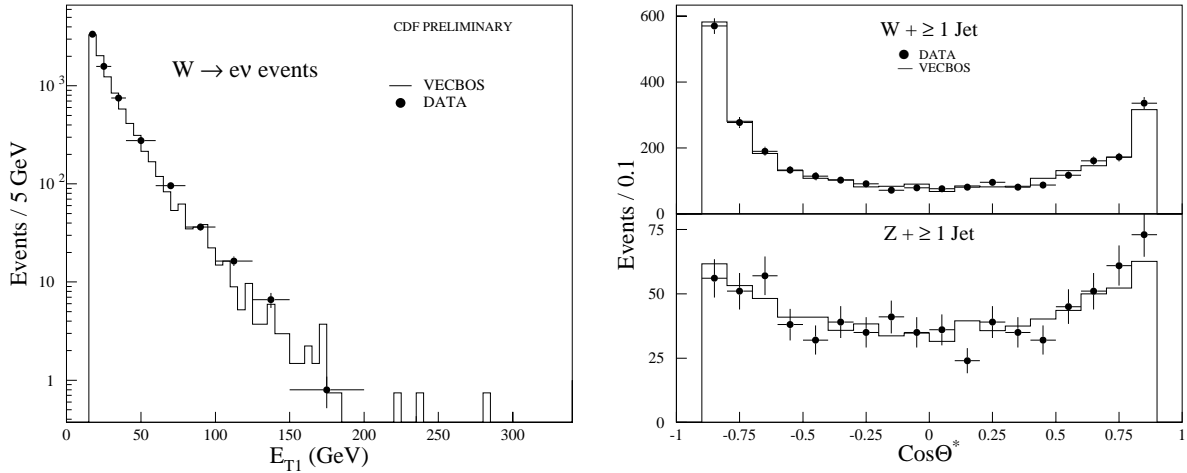 CDF PRELIMINARY
W → eν events
VECBOS
DATA
Events / 5 GeV
10³
10²
10
1
0 50 100 150 200 250 300
E_T1 (GeV)
W + ≥ 1 Jet
DATA
VECBOS
600
400
200
0
Events / 0.1
Z + ≥ 1 Jet
75
50
25
0
-1 -0.75 -0.5 -0.25 0 0.25 0.5 0.75 1
CosΘ*